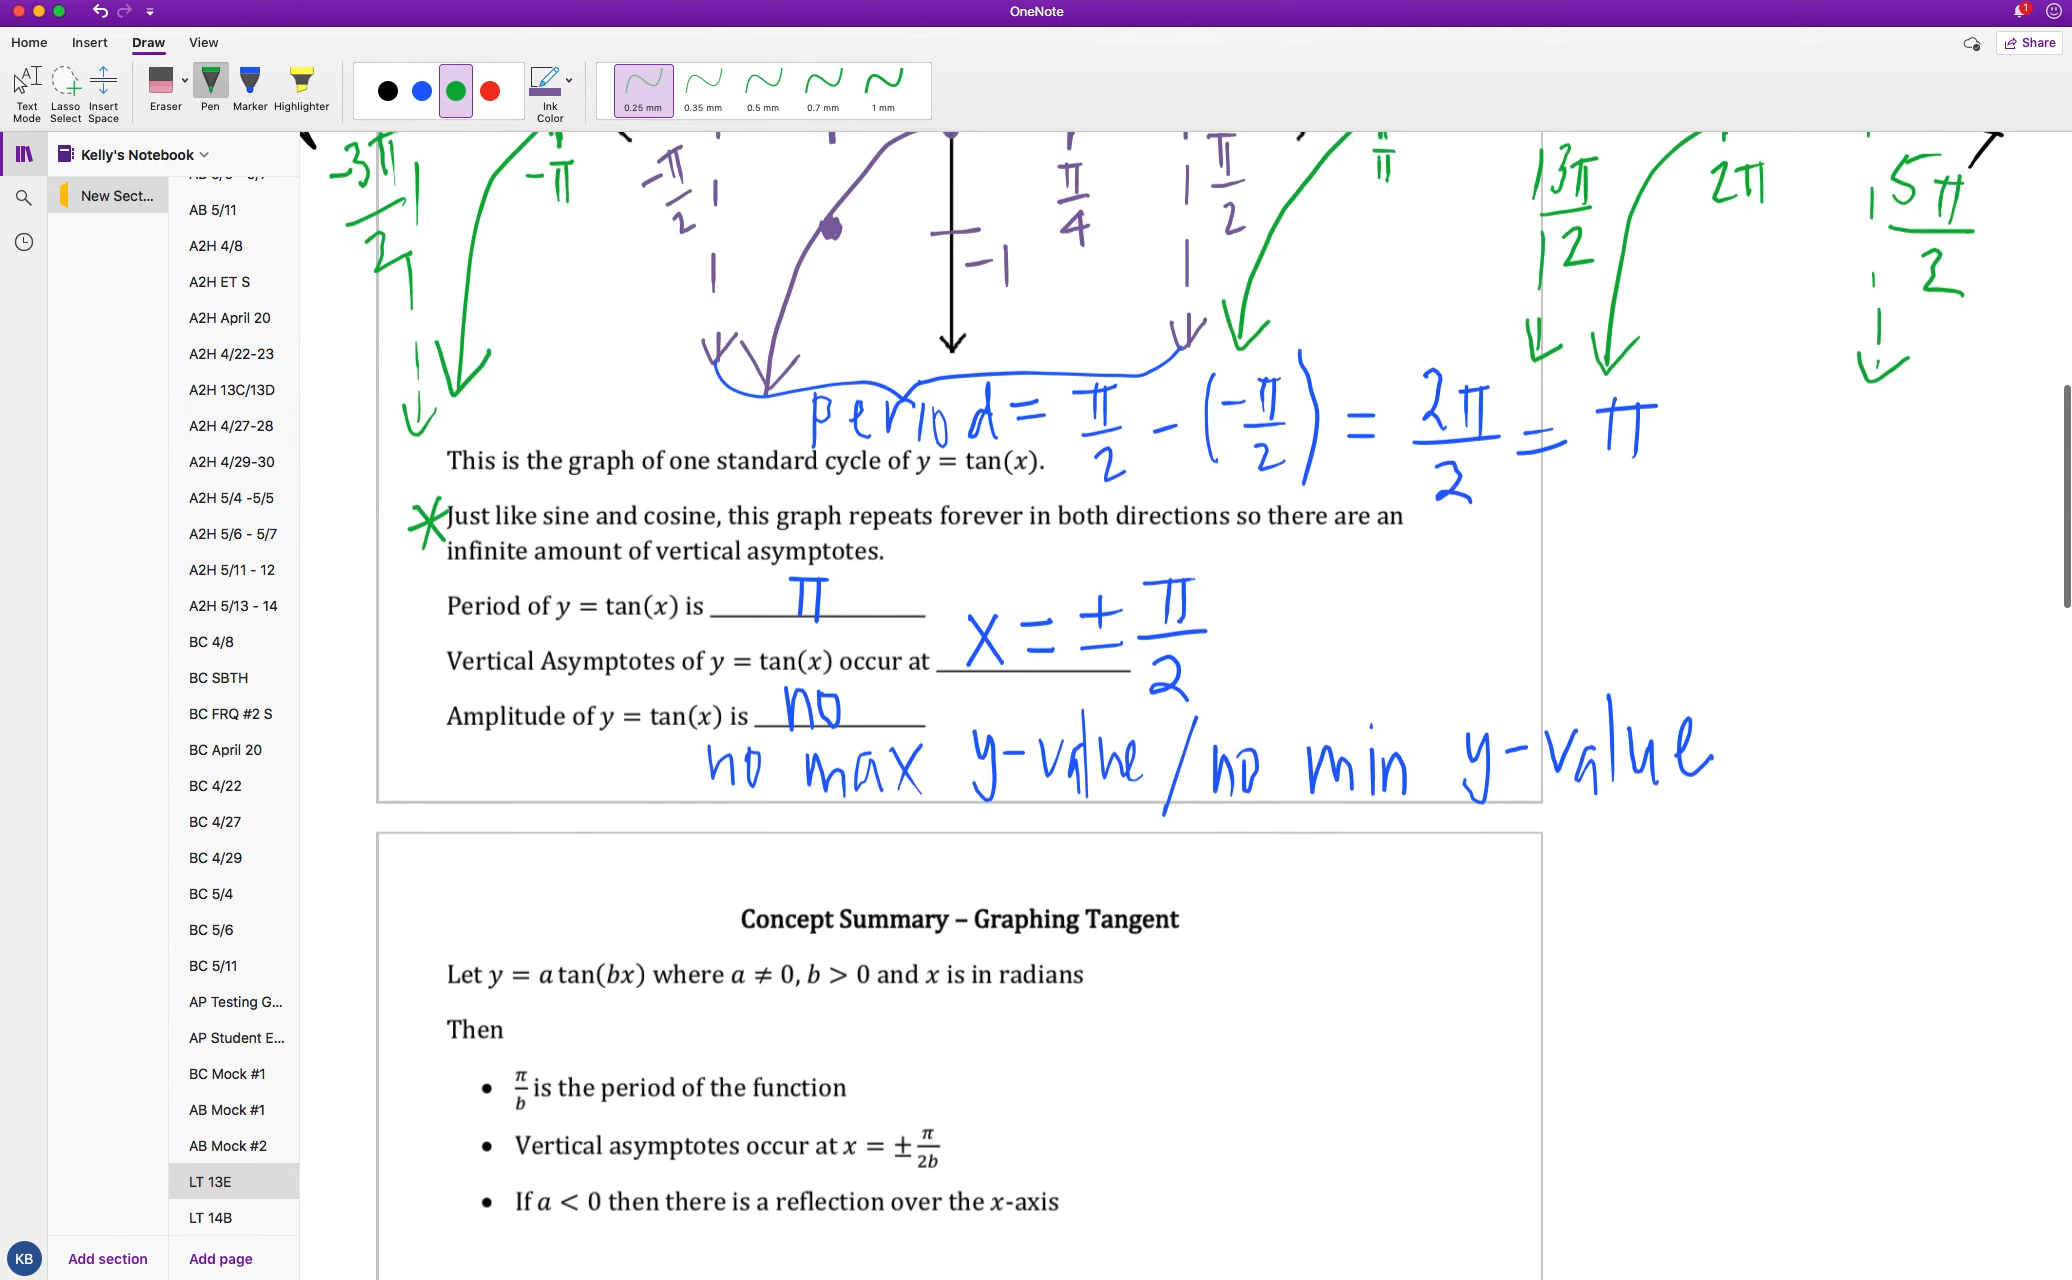 OneNote
1
Home Insert Draw View
Share
Text Mode
Lasso Select
Insert Space
Eraser
Pen
Marker
Highlighter
Ink Color
0.25 mm
0.35 mm
0.5 mm
0.7 mm
1 mm
Kelly's Notebook
New Sect...
AB 5/11
A2H 4/8
A2H ET S
A2H April 20
A2H 4/22-23
A2H 13C/13D
A2H 4/27-28
A2H 4/29-30
A2H 5/4 -5/5
A2H 5/6 - 5/7
A2H 5/11 - 12
A2H 5/13 - 14
BC 4/8
BC SBTH
BC FRQ #2 S
BC April 20
BC 4/22
BC 4/27
BC 4/29
BC 5/4
BC 5/6
BC 5/11
AP Testing G...
AP Student E...
BC Mock #1
AB Mock #1
AB Mock #2
LT 13E
LT 14B
KB
Add section
Add page
-3π/2 -π -π/2 π/4 π/2 π 3π/2 2π 5π/2
-1
period = π/2 - (-π/2) = 2π/2 = π
This is the graph of one standard cycle of y = tan(x).
*Just like sine and cosine, this graph repeats forever in both directions so there are an
infinite amount of vertical asymptotes.
Period of y = tan(x) is π
Vertical Asymptotes of y = tan(x) occur at x = ± π/2
Amplitude of y = tan(x) is no
no max y-value / no min y-value
Concept Summary – Graphing Tangent
Let y = a tan(bx) where a ≠ 0, b > 0 and x is in radians
Then
• π/b is the period of the function
• Vertical asymptotes occur at x = ± π/2b
• If a < 0 then there is a reflection over the x-axis